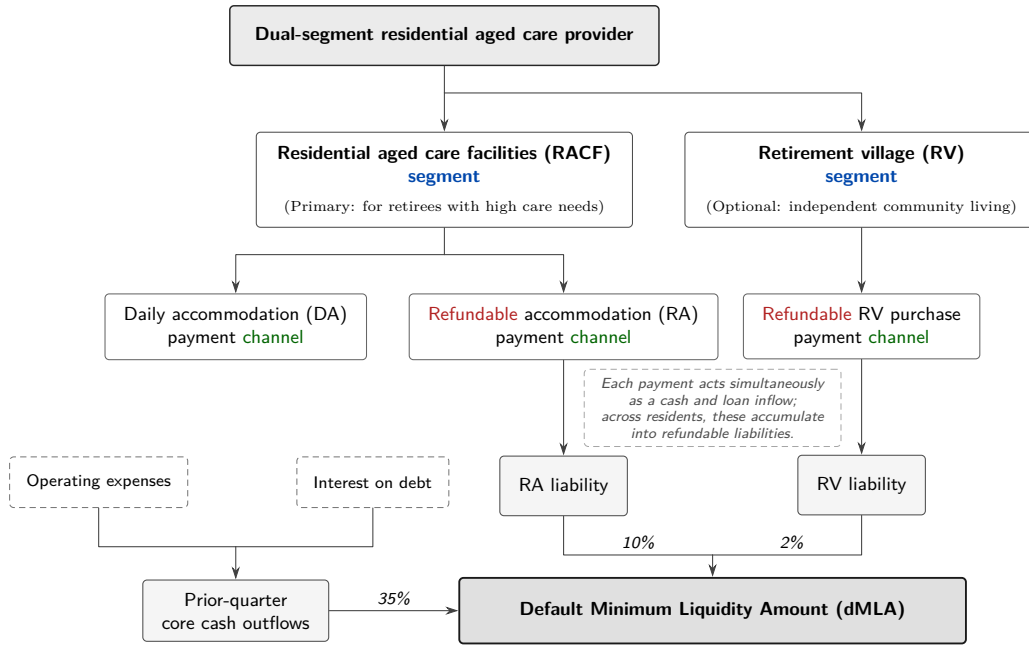 Dual-segment residential aged care provider
Residential aged care facilities (RACF)
segment
(Primary: for retirees with high care needs)
Retirement village (RV)
segment
(Optional: independent community living)
Daily accommodation (DA)
payment channel
Refundable accommodation (RA)
payment channel
Refundable RV purchase
payment channel
Each payment acts simultaneously
as a cash and loan inflow;
across residents, these accumulate
into refundable liabilities.
Operating expenses
Interest on debt
RA liability
RV liability
10%
2%
Prior-quarter
core cash outflows
35%
Default Minimum Liquidity Amount (dMLA)